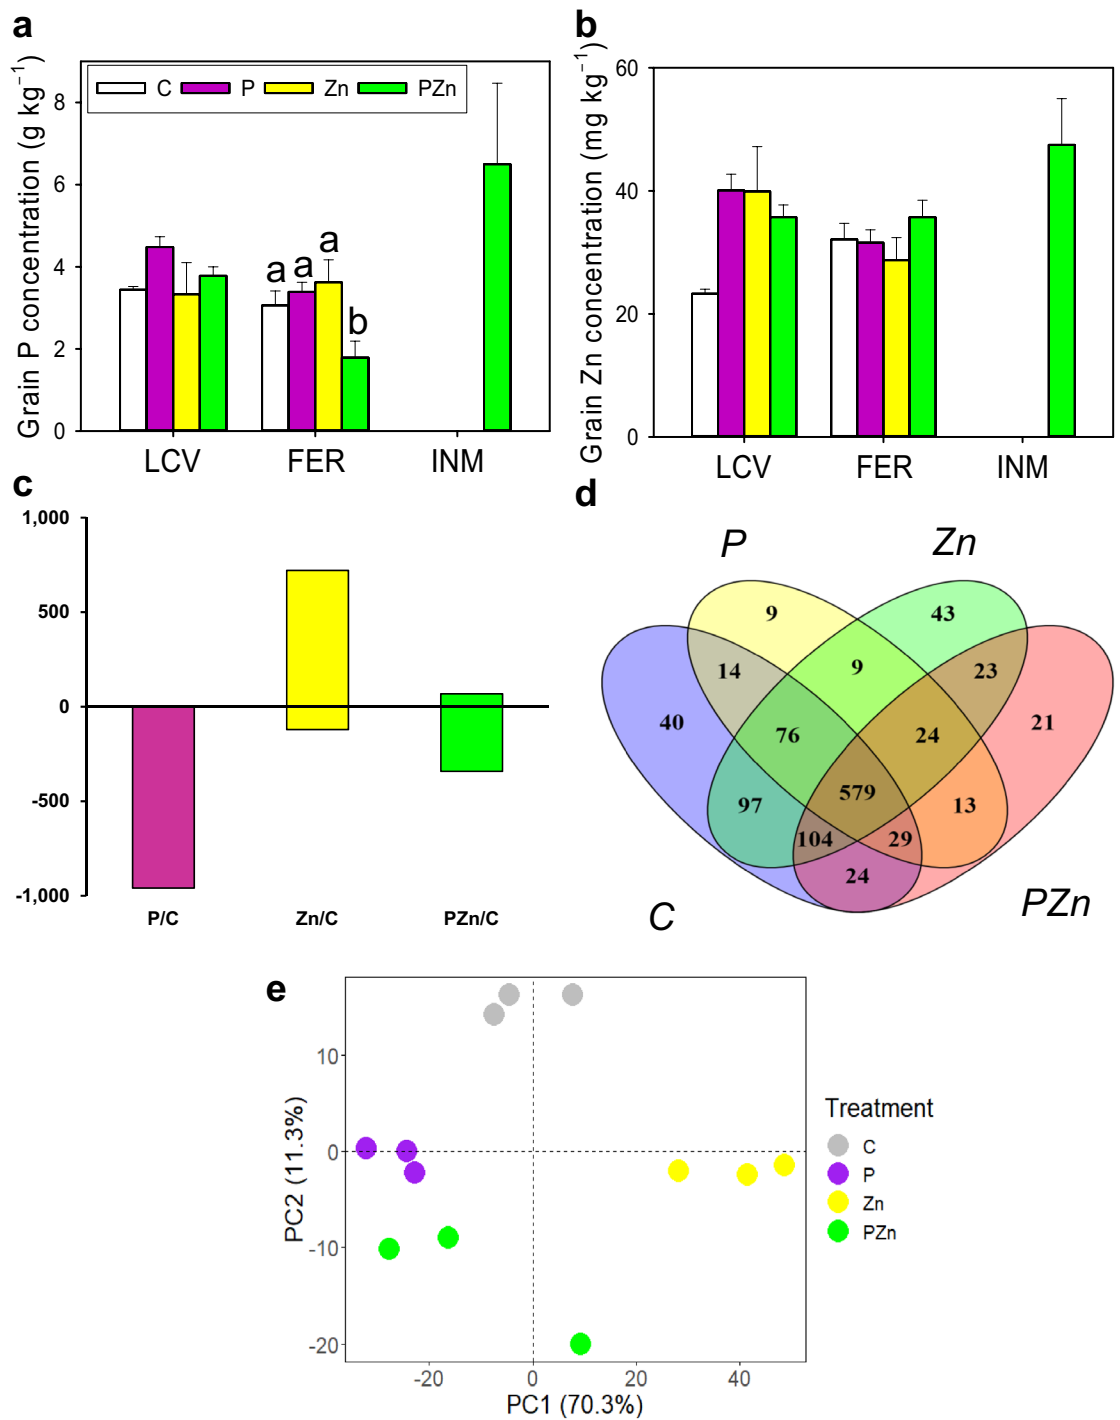 a
Grain P concentration (g kg⁻¹)
C P Zn PZn
8
6
4
2
0
a a a b
LCV FER INM
b
Grain Zn concentration (mg kg⁻¹)
60
40
20
0
LCV FER INM
c
1,000
500
0
-500
-1,000
P/C Zn/C PZn/C
d
P Zn
9 43
14 9 23
40 76 24 21
97 579 13
104 29
24
C PZn
e
PC2 (11.3%)
10
0
-10
-20
-20 0 20 40
PC1 (70.3%)
Treatment
C
P
Zn
PZn